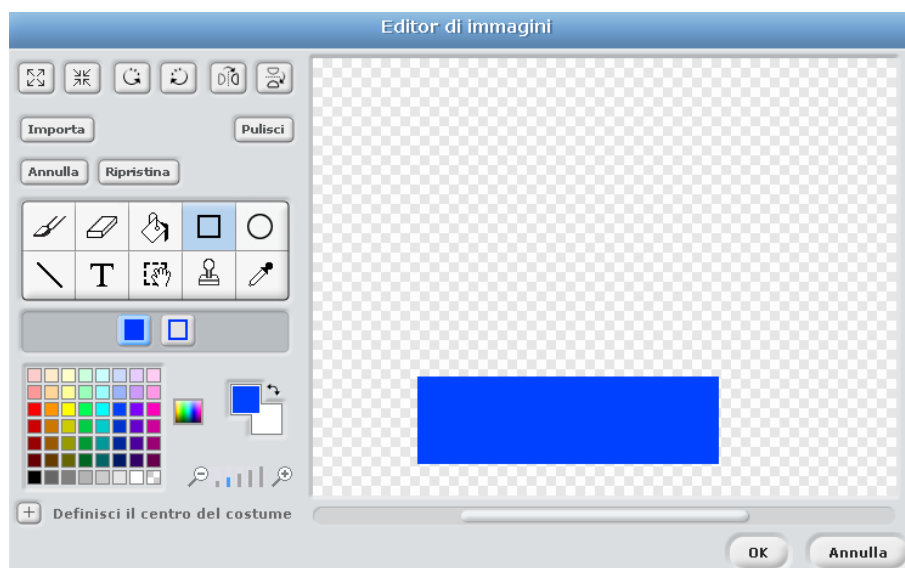 Editor di immagini
Importa Pulisci
Annulla Ripristina
T
Definisci il centro del costume
OK Annulla